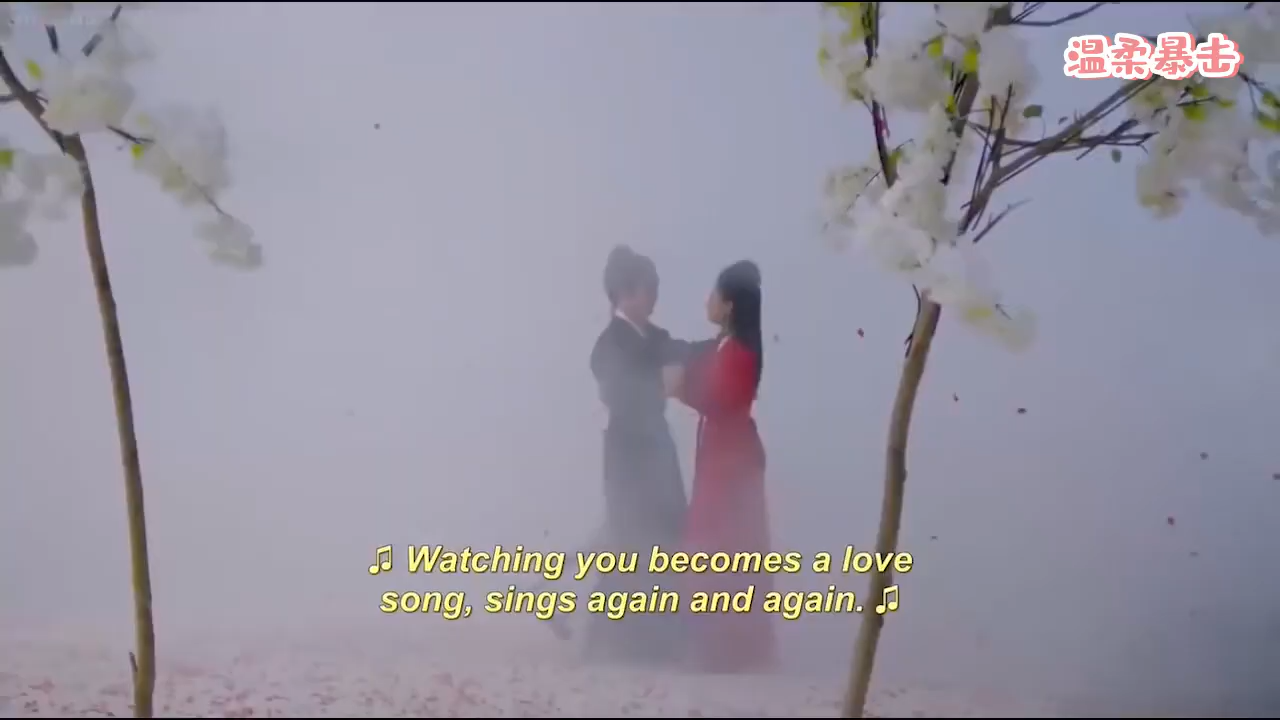 温柔暴击
♫ Watching you becomes a love
song, sings again and again. ♫